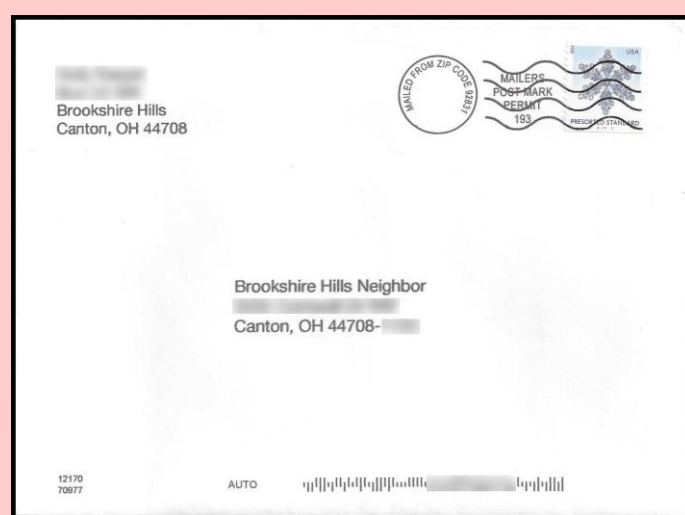 Brookshire Hills
Canton, OH 44708
MAILED FROM ZIP CODE 92831
MAILERS
POST MARK
PERMIT
193
USA
PRESORTED STANDARD
Brookshire Hills Neighbor
Canton, OH 44708-
12170
70977
AUTO